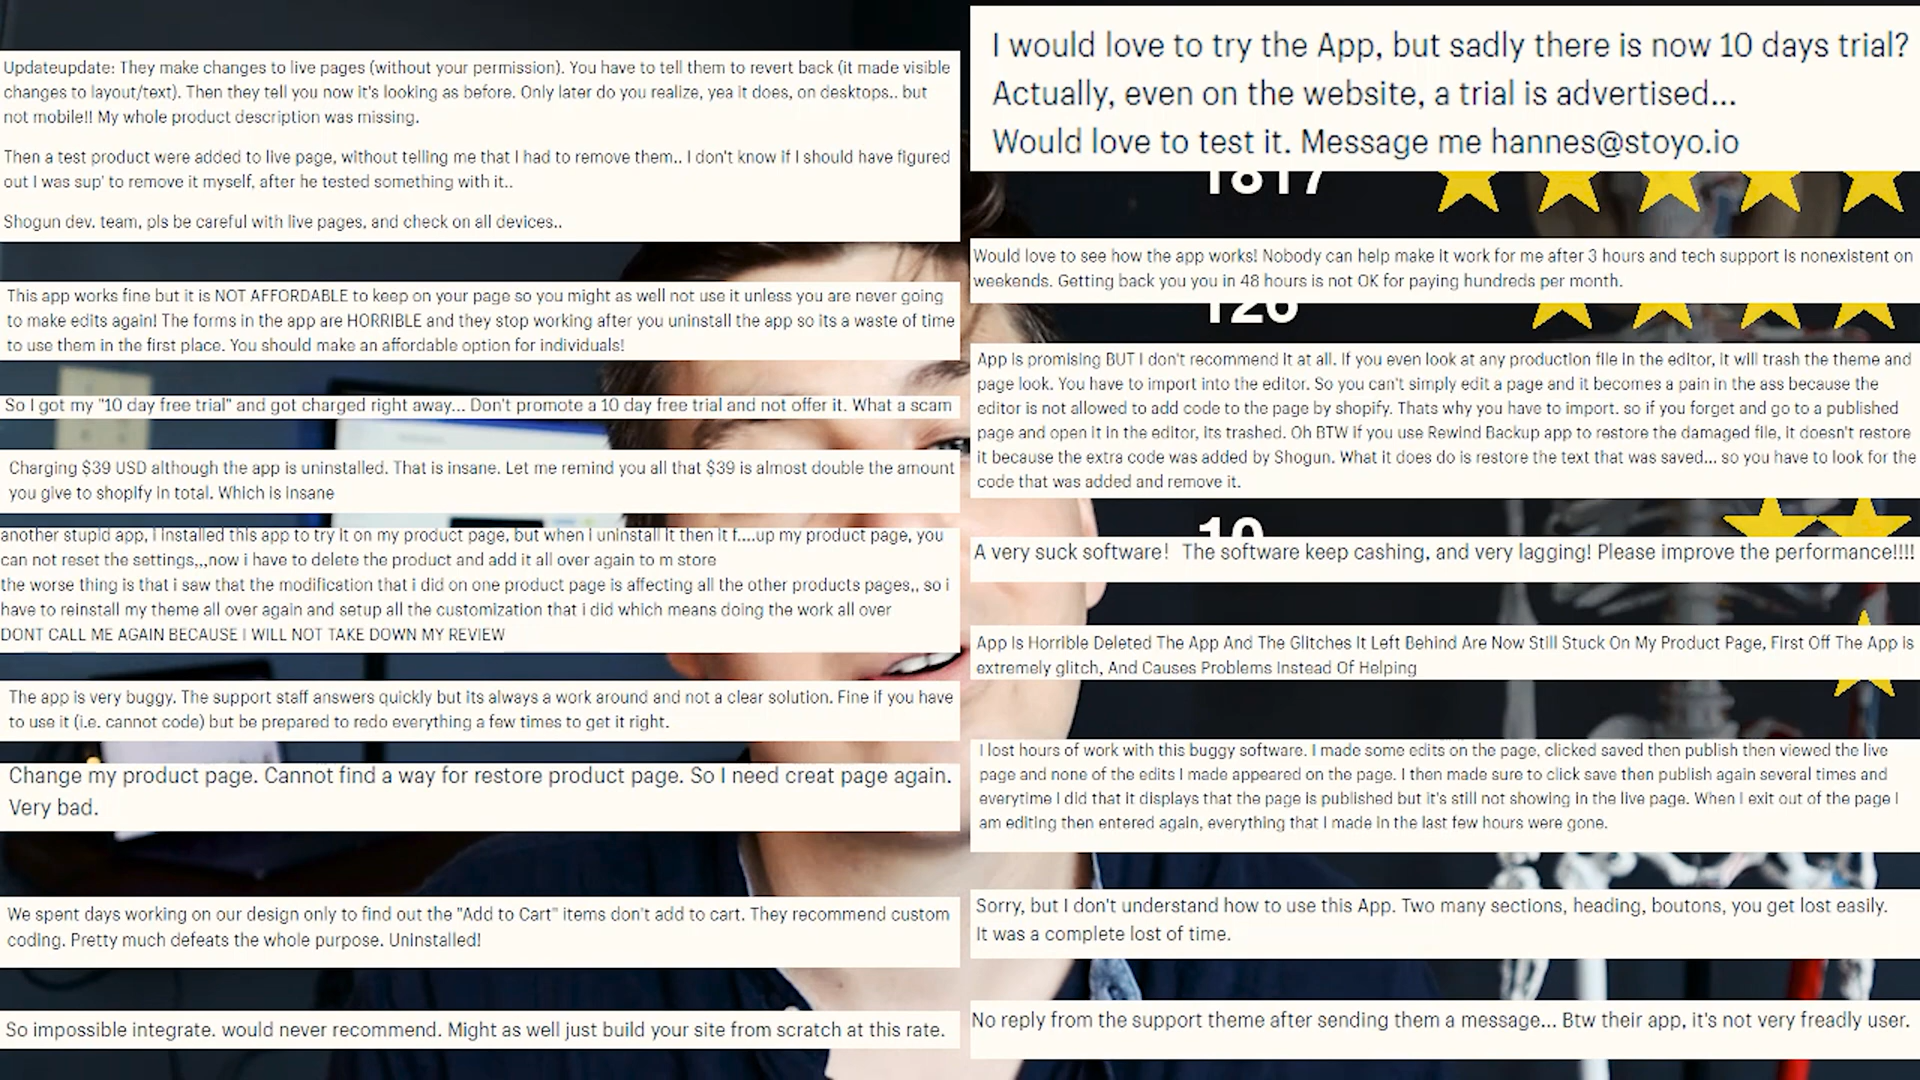 Updateupdate: They make changes to live pages (without your permission). You have to tell them to revert back (it made visible
changes to layout/text). Then they tell you now it's looking as before. Only later do you realize, yea it does, on desktops.. but
not mobile!! My whole product description was missing.
Then a test product were added to live page, without telling me that I had to remove them.. I don't know if I should have figured
out I was sup' to remove it myself, after he tested something with it..
Shogun dev. team, pls be careful with live pages, and check on all devices..
This app works fine but it is NOT AFFORDABLE to keep on your page so you might as well not use it unless you are never going
to make edits again! The forms in the app are HORRIBLE and they stop working after you uninstall the app so its a waste of time
to use them in the first place. You should make an affordable option for individuals!
So I got my "10 day free trial" and got charged right away... Don't promote a 10 day free trial and not offer it. What a scam
Charging $39 USD although the app is uninstalled. That is insane. Let me remind you all that $39 is almost double the amount
you give to shopify in total. Which is insane
another stupid app, i installed this app to try it on my product page, but when i uninstall it then it f....up my product page, you
can not reset the settings,,,now i have to delete the product and add it all over again to m store
the worse thing is that i saw that the modification that i did on one product page is affecting all the other products pages,, so i
have to reinstall my theme all over again and setup all the customization that i did which means doing the work all over
DONT CALL ME AGAIN BECAUSE I WILL NOT TAKE DOWN MY REVIEW
The app is very buggy. The support staff answers quickly but its always a work around and not a clear solution. Fine if you have
to use it (i.e. cannot code) but be prepared to redo everything a few times to get it right.
Change my product page. Cannot find a way for restore product page. So I need creat page again.
Very bad.
We spent days working on our design only to find out the "Add to Cart" items don't add to cart. They recommend custom
coding. Pretty much defeats the whole purpose. Uninstalled!
So impossible integrate. would never recommend. Might as well just build your site from scratch at this rate.
I would love to try the App, but sadly there is now 10 days trial?
Actually, even on the website, a trial is advertised...
Would love to test it. Message me hannes@stoyo.io
1817
Would love to see how the app works! Nobody can help make it work for me after 3 hours and tech support is nonexistent on
weekends. Getting back you you in 48 hours is not OK for paying hundreds per month.
126
App is promising BUT I don't recommend it at all. If you even look at any production file in the editor, it will trash the theme and
page look. You have to import into the editor. So you can't simply edit a page and it becomes a pain in the ass because the
editor is not allowed to add code to the page by shopify. Thats why you have to import. so if you forget and go to a published
page and open it in the editor, its trashed. Oh BTW if you use Rewind Backup app to restore the damaged file, it doesn't restore
it because the extra code was added by Shogun. What it does do is restore the text that was saved... so you have to look for the
code that was added and remove it.
10
A very suck software! The software keep cashing, and very lagging! Please improve the performance!!!!
App Is Horrible Deleted The App And The Glitches It Left Behind Are Now Still Stuck On My Product Page, First Off The App is
extremely glitch, And Causes Problems Instead Of Helping
I lost hours of work with this buggy software. I made some edits on the page, clicked saved then publish then viewed the live
page and none of the edits I made appeared on the page. I then made sure to click save then publish again several times and
everytime I did that it displays that the page is published but it's still not showing in the live page. When I exit out of the page I
am editing then entered again, everything that I made in the last few hours were gone.
Sorry, but I don't understand how to use this App. Two many sections, heading, boutons, you get lost easily.
It was a complete lost of time.
No reply from the support theme after sending them a message... Btw their app, it's not very freadly user.